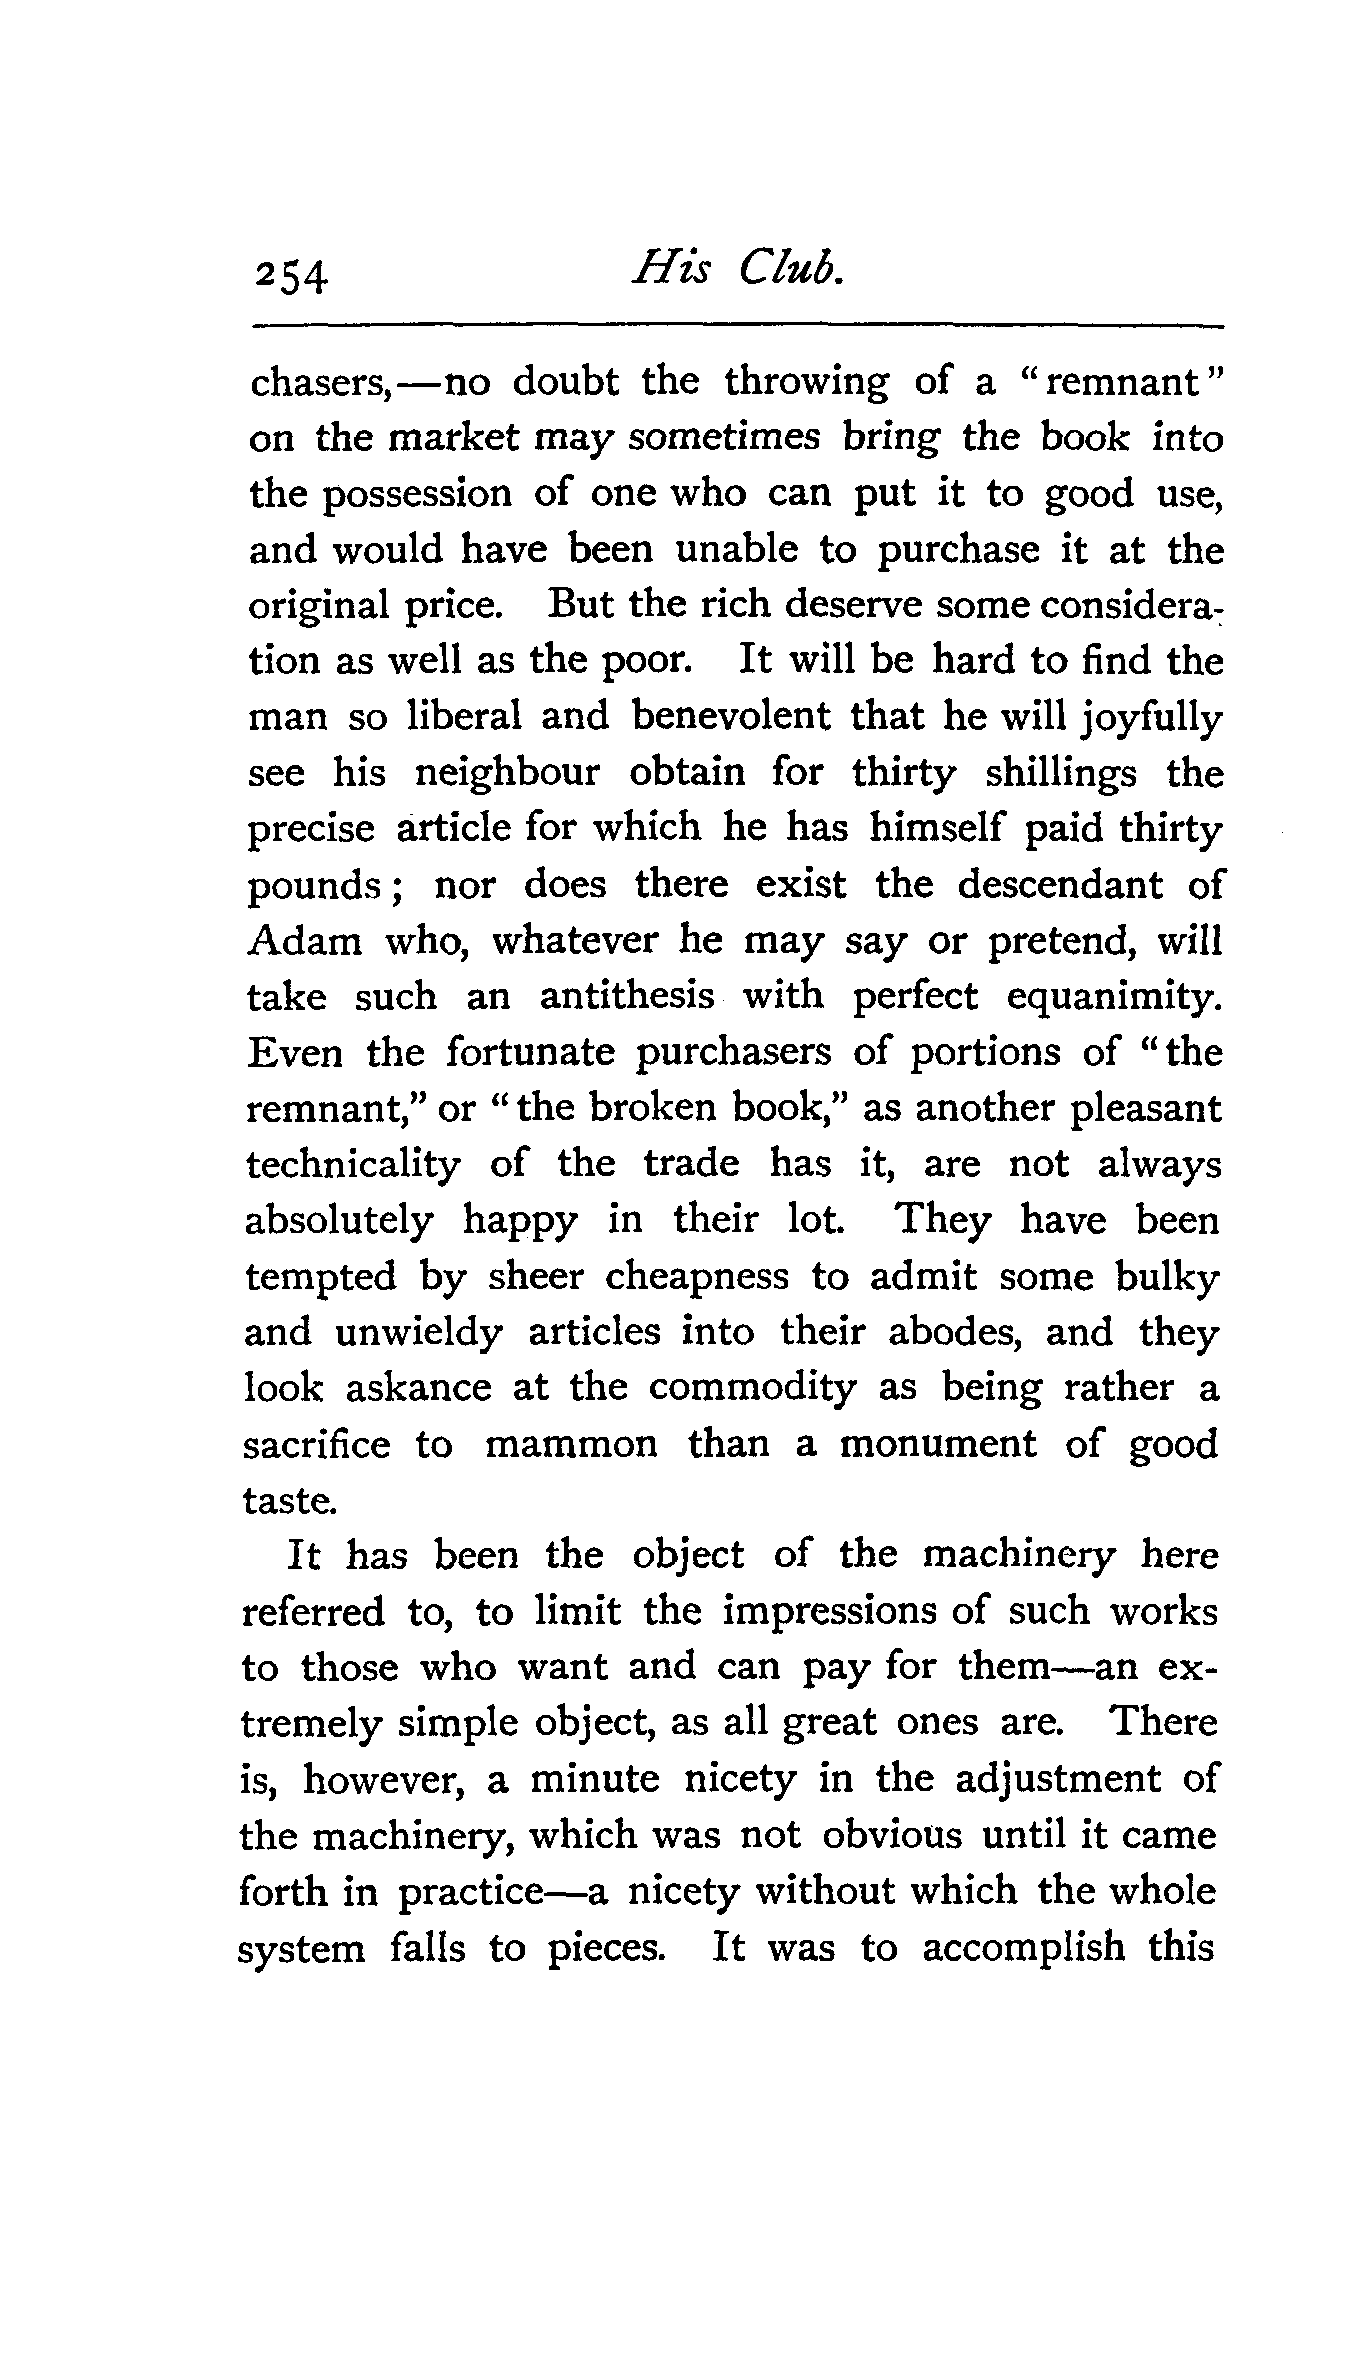 254 His Club.
chasers,—no doubt the throwing of a "remnant"
on the market may sometimes bring the book into
the possession of one who can put it to good use,
and would have been unable to purchase it at the
original price. But the rich deserve some considera-
tion as well as the poor. It will be hard to find the
man so liberal and benevolent that he will joyfully
see his neighbour obtain for thirty shillings the
precise article for which he has himself paid thirty
pounds; nor does there exist the descendant of
Adam who, whatever he may say or pretend, will
take such an antithesis with perfect equanimity.
Even the fortunate purchasers of portions of "the
remnant," or "the broken book," as another pleasant
technicality of the trade has it, are not always
absolutely happy in their lot. They have been
tempted by sheer cheapness to admit some bulky
and unwieldy articles into their abodes, and they
look askance at the commodity as being rather a
sacrifice to mammon than a monument of good
taste.
It has been the object of the machinery here
referred to, to limit the impressions of such works
to those who want and can pay for them—an ex-
tremely simple object, as all great ones are. There
is, however, a minute nicety in the adjustment of
the machinery, which was not obvious until it came
forth in practice—a nicety without which the whole
system falls to pieces. It was to accomplish this